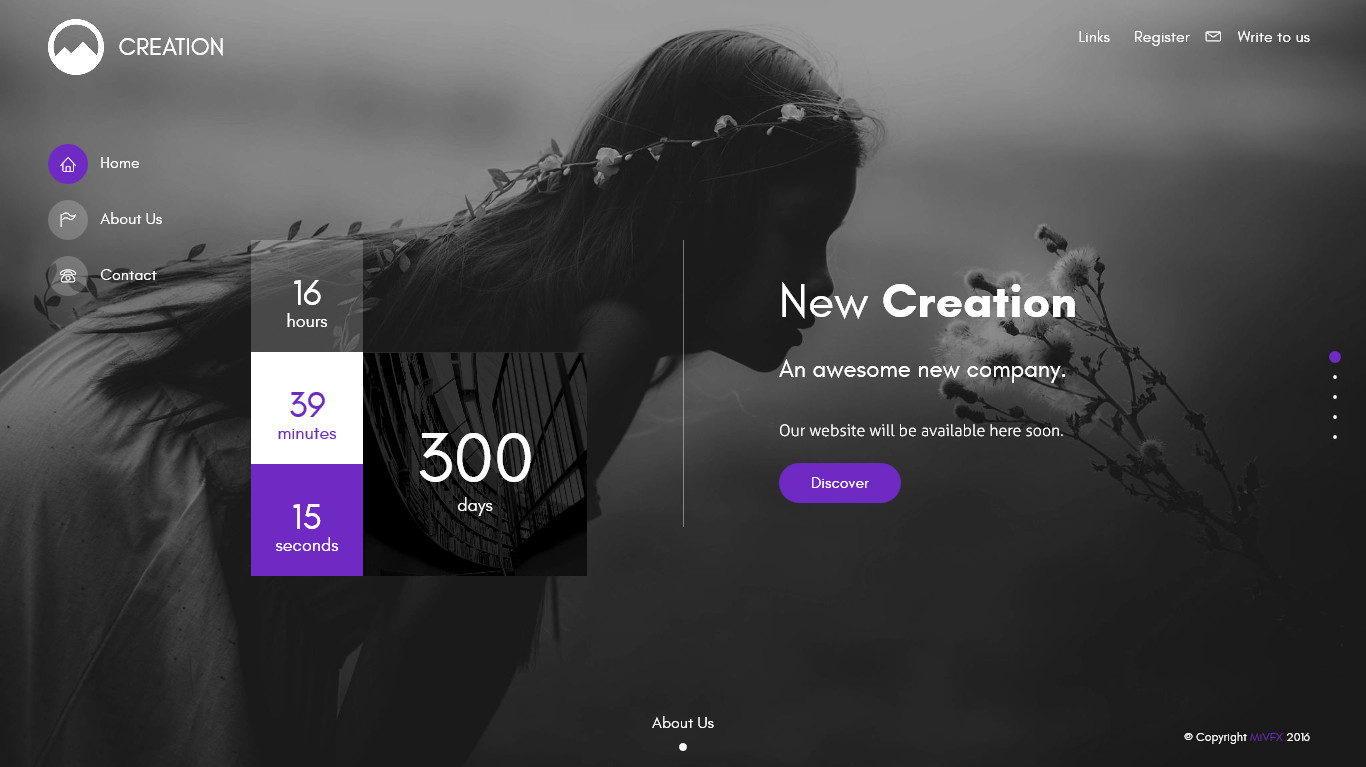 CREATION
Links Register Write to us
Home
About Us
Contact
16
hours
39
minutes
15
seconds
300
days
New Creation
An awesome new company.
Our website will be available here soon.
Discover
About Us
© Copyright MIVFX 2016